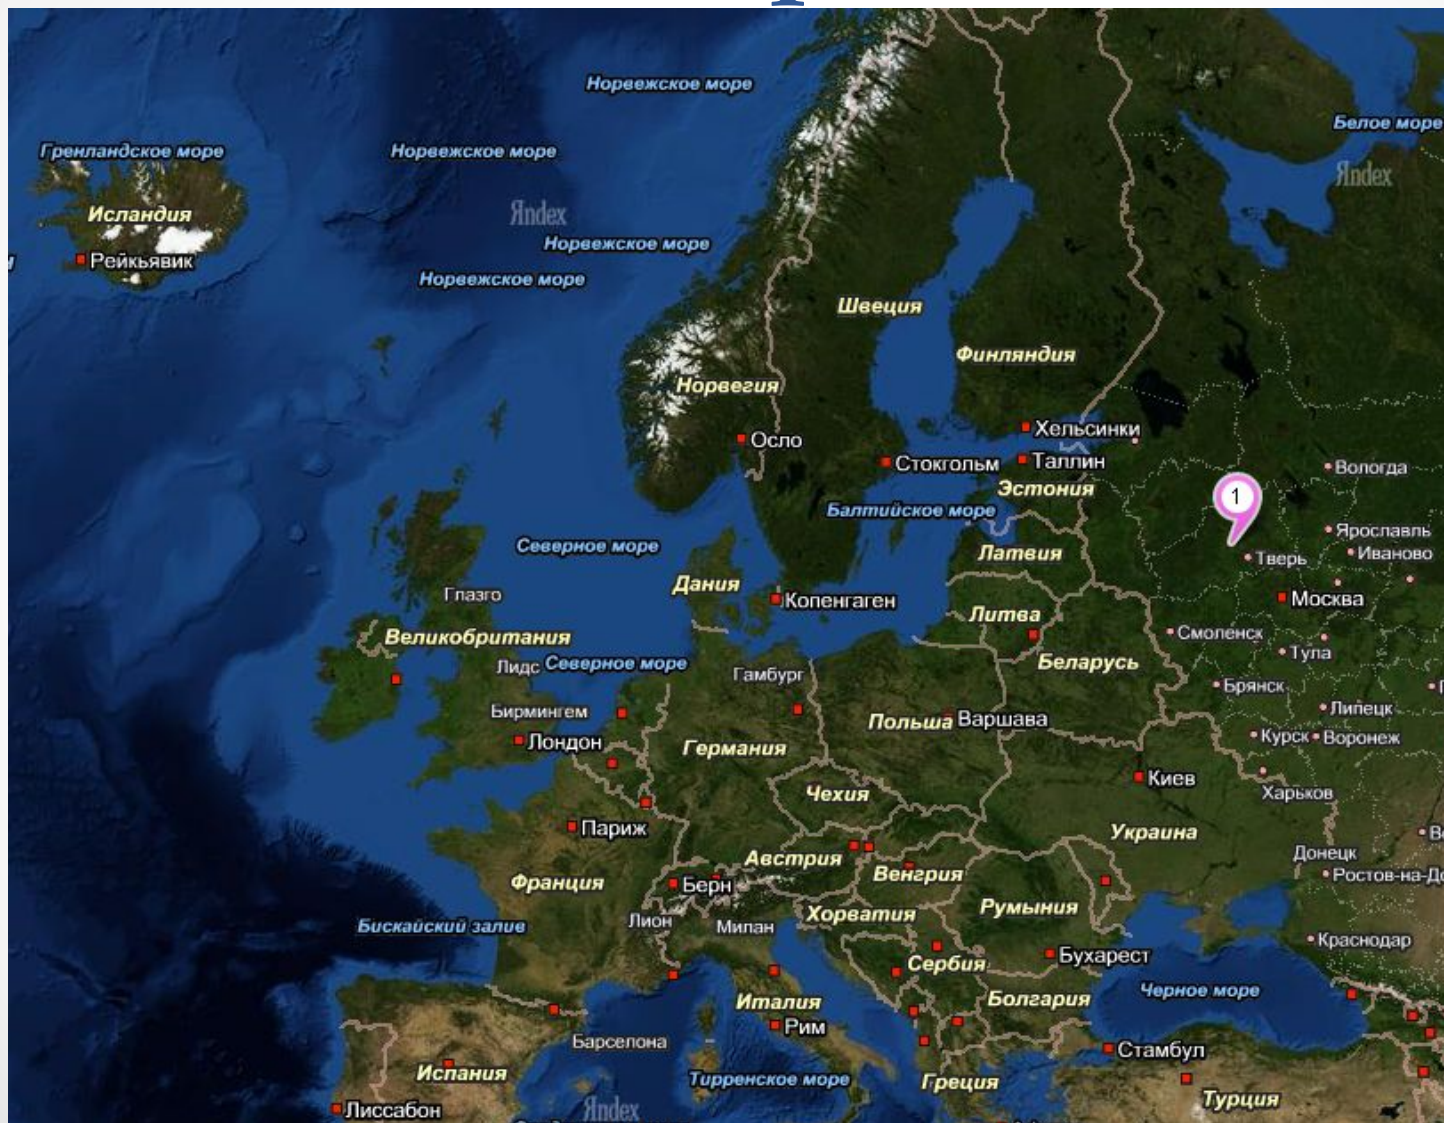 Норвежское море
Белое море
Гренландское море
Норвежское море
Яndex
Исландия
Яndex
Норвежское море
Рейкьявик
Норвежское море
Швеция
Финляндия
Норвегия
Хельсинки
Осло
Стокгольм
Таллин
Вологда
Эстония
1
Балтийское море
Ярославль
Северное море
Латвия
Иваново
Тверь
Дания
Глазго
Копенгаген
Москва
Литва
Великобритания
Смоленск
Лидс
Северное море
Беларусь
Тула
Гамбург
Брянск
Бирмингем
Польша
Варшава
Липецк
Лондон
Германия
Курск
Воронеж
Киев
Чехия
Харьков
Париж
Украина
Австрия
Донецк
Венгрия
Ростов-на-До
Франция
Берн
Хорватия
Румыния
Лион
Милан
Бискайский залив
Краснодар
Бухарест
Сербия
Черное море
Италия
Болгария
Рим
Барселона
Стамбул
Испания
Тирренское море
Греция
Турция
Лиссабон
Яndex